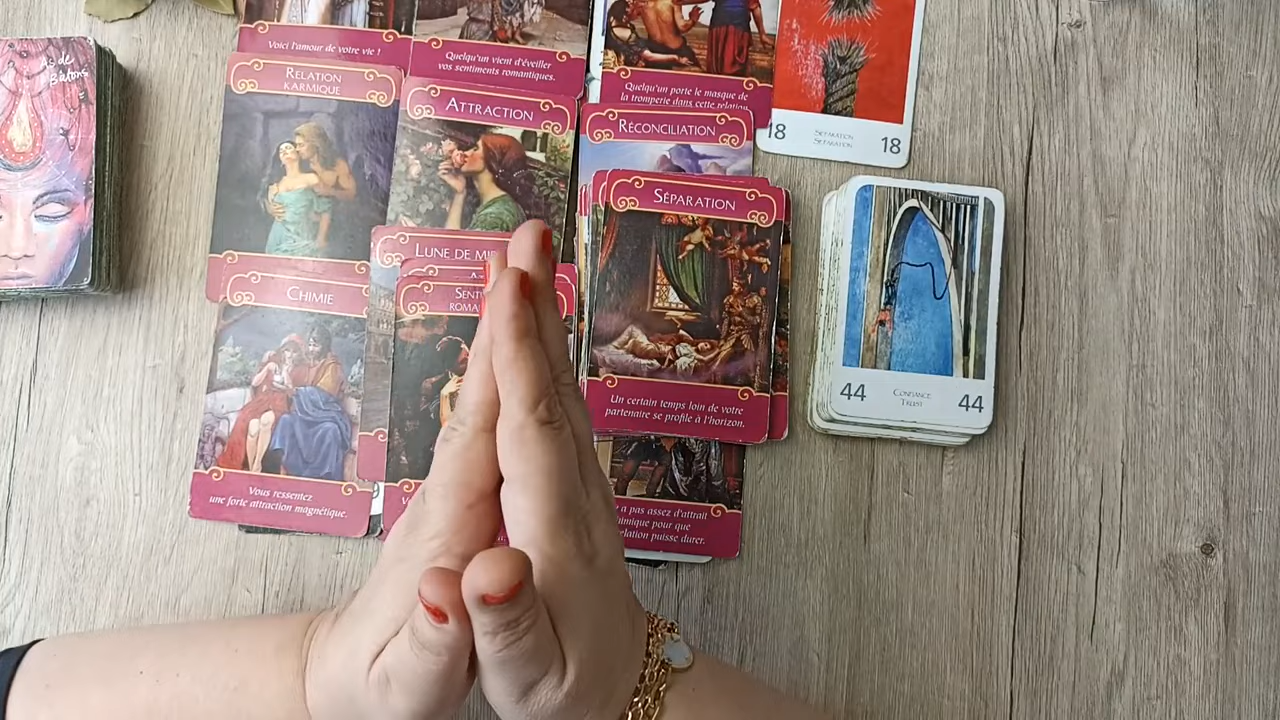 As de
Bâtons
Voici l'amour de votre vie !
Quelqu'un vient d'éveiller
vos sentiments romantiques.
Quelqu'un porte le masque de
la tromperie dans cette relation
18
SÉPARATION
SEPARATION
18
RELATION
KARMIQUE
ATTRACTION
RÉCONCILIATION
SÉPARATION
Un certain temps loin de votre
partenaire se profile à l'horizon.
LUNE DE
CHIMIE
Vous ressentez
une forte attraction magnétique.
44
CONFIANCE
TRUST
44
pas assez d'attrait
pour que
relation puisse durer.